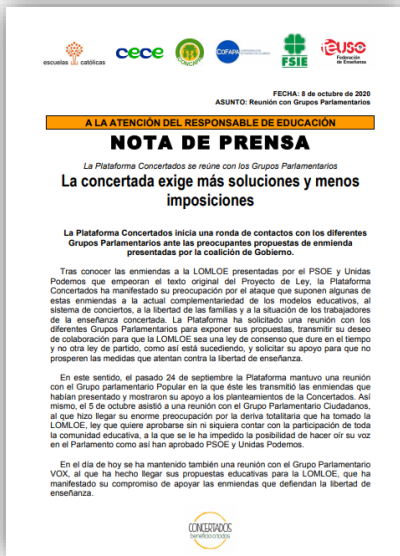 escuelas católicas
cece
CONCAPA
COFAPA
FSIE
FEUSO
Federación
de Enseñanza
FECHA: 8 de octubre de 2020
ASUNTO: Reunión con Grupos Parlamentarios
A LA ATENCIÓN DEL RESPONSABLE DE EDUCACIÓN
NOTA DE PRENSA
La Plataforma Concertados se reúne con los Grupos Parlamentarios
La concertada exige más soluciones y menos
imposiciones
La Plataforma Concertados inicia una ronda de contactos con los diferentes
Grupos Parlamentarios ante las preocupantes propuestas de enmienda
presentadas por la coalición de Gobierno.
Tras conocer las enmiendas a la LOMLOE presentadas por el PSOE y Unidas
Podemos que empeoran el texto original del Proyecto de Ley, la Plataforma
Concertados ha manifestado su preocupación por el ataque que suponen algunas de
estas enmiendas a la actual complementariedad de los modelos educativos, al
sistema de conciertos, a la libertad de las familias y a la situación de los trabajadores
de la enseñanza concertada. La Plataforma ha solicitado una reunión con los
diferentes Grupos Parlamentarios para exponer sus propuestas, transmitir su deseo
de colaboración para que la LOMLOE sea una ley de consenso que dure en el tiempo
y no otra ley de partido, como así está sucediendo, y solicitar su apoyo para que no
prosperen las medidas que atentan contra la libertad de enseñanza.
En este sentido, el pasado 24 de septiembre la Plataforma mantuvo una reunión
con el Grupo parlamentario Popular en la que éste les transmitió las enmiendas que
habían presentado y mostraron su apoyo a los planteamientos de la Concertados. Así
mismo, el 5 de octubre asistió a una reunión con el Grupo Parlamentario Ciudadanos,
al que hizo llegar su enorme preocupación por la deriva totalitaria que ha tomado la
LOMLOE, ley que quiere aprobarse sin ni siquiera contar con la participación de toda
la comunidad educativa, a la que se le ha impedido la posibilidad de hacer oír su voz
en el Parlamento como así han aprobado PSOE y Unidas Podemos.
En el día de hoy se ha mantenido también una reunión con el Grupo Parlamentario
VOX, al que ha hecho llegar sus propuestas educativas para la LOMLOE, que ha
manifestado su compromiso de apoyar las enmiendas que defiendan la libertad de
enseñanza.
CONCERTADOS
beneficia a todos